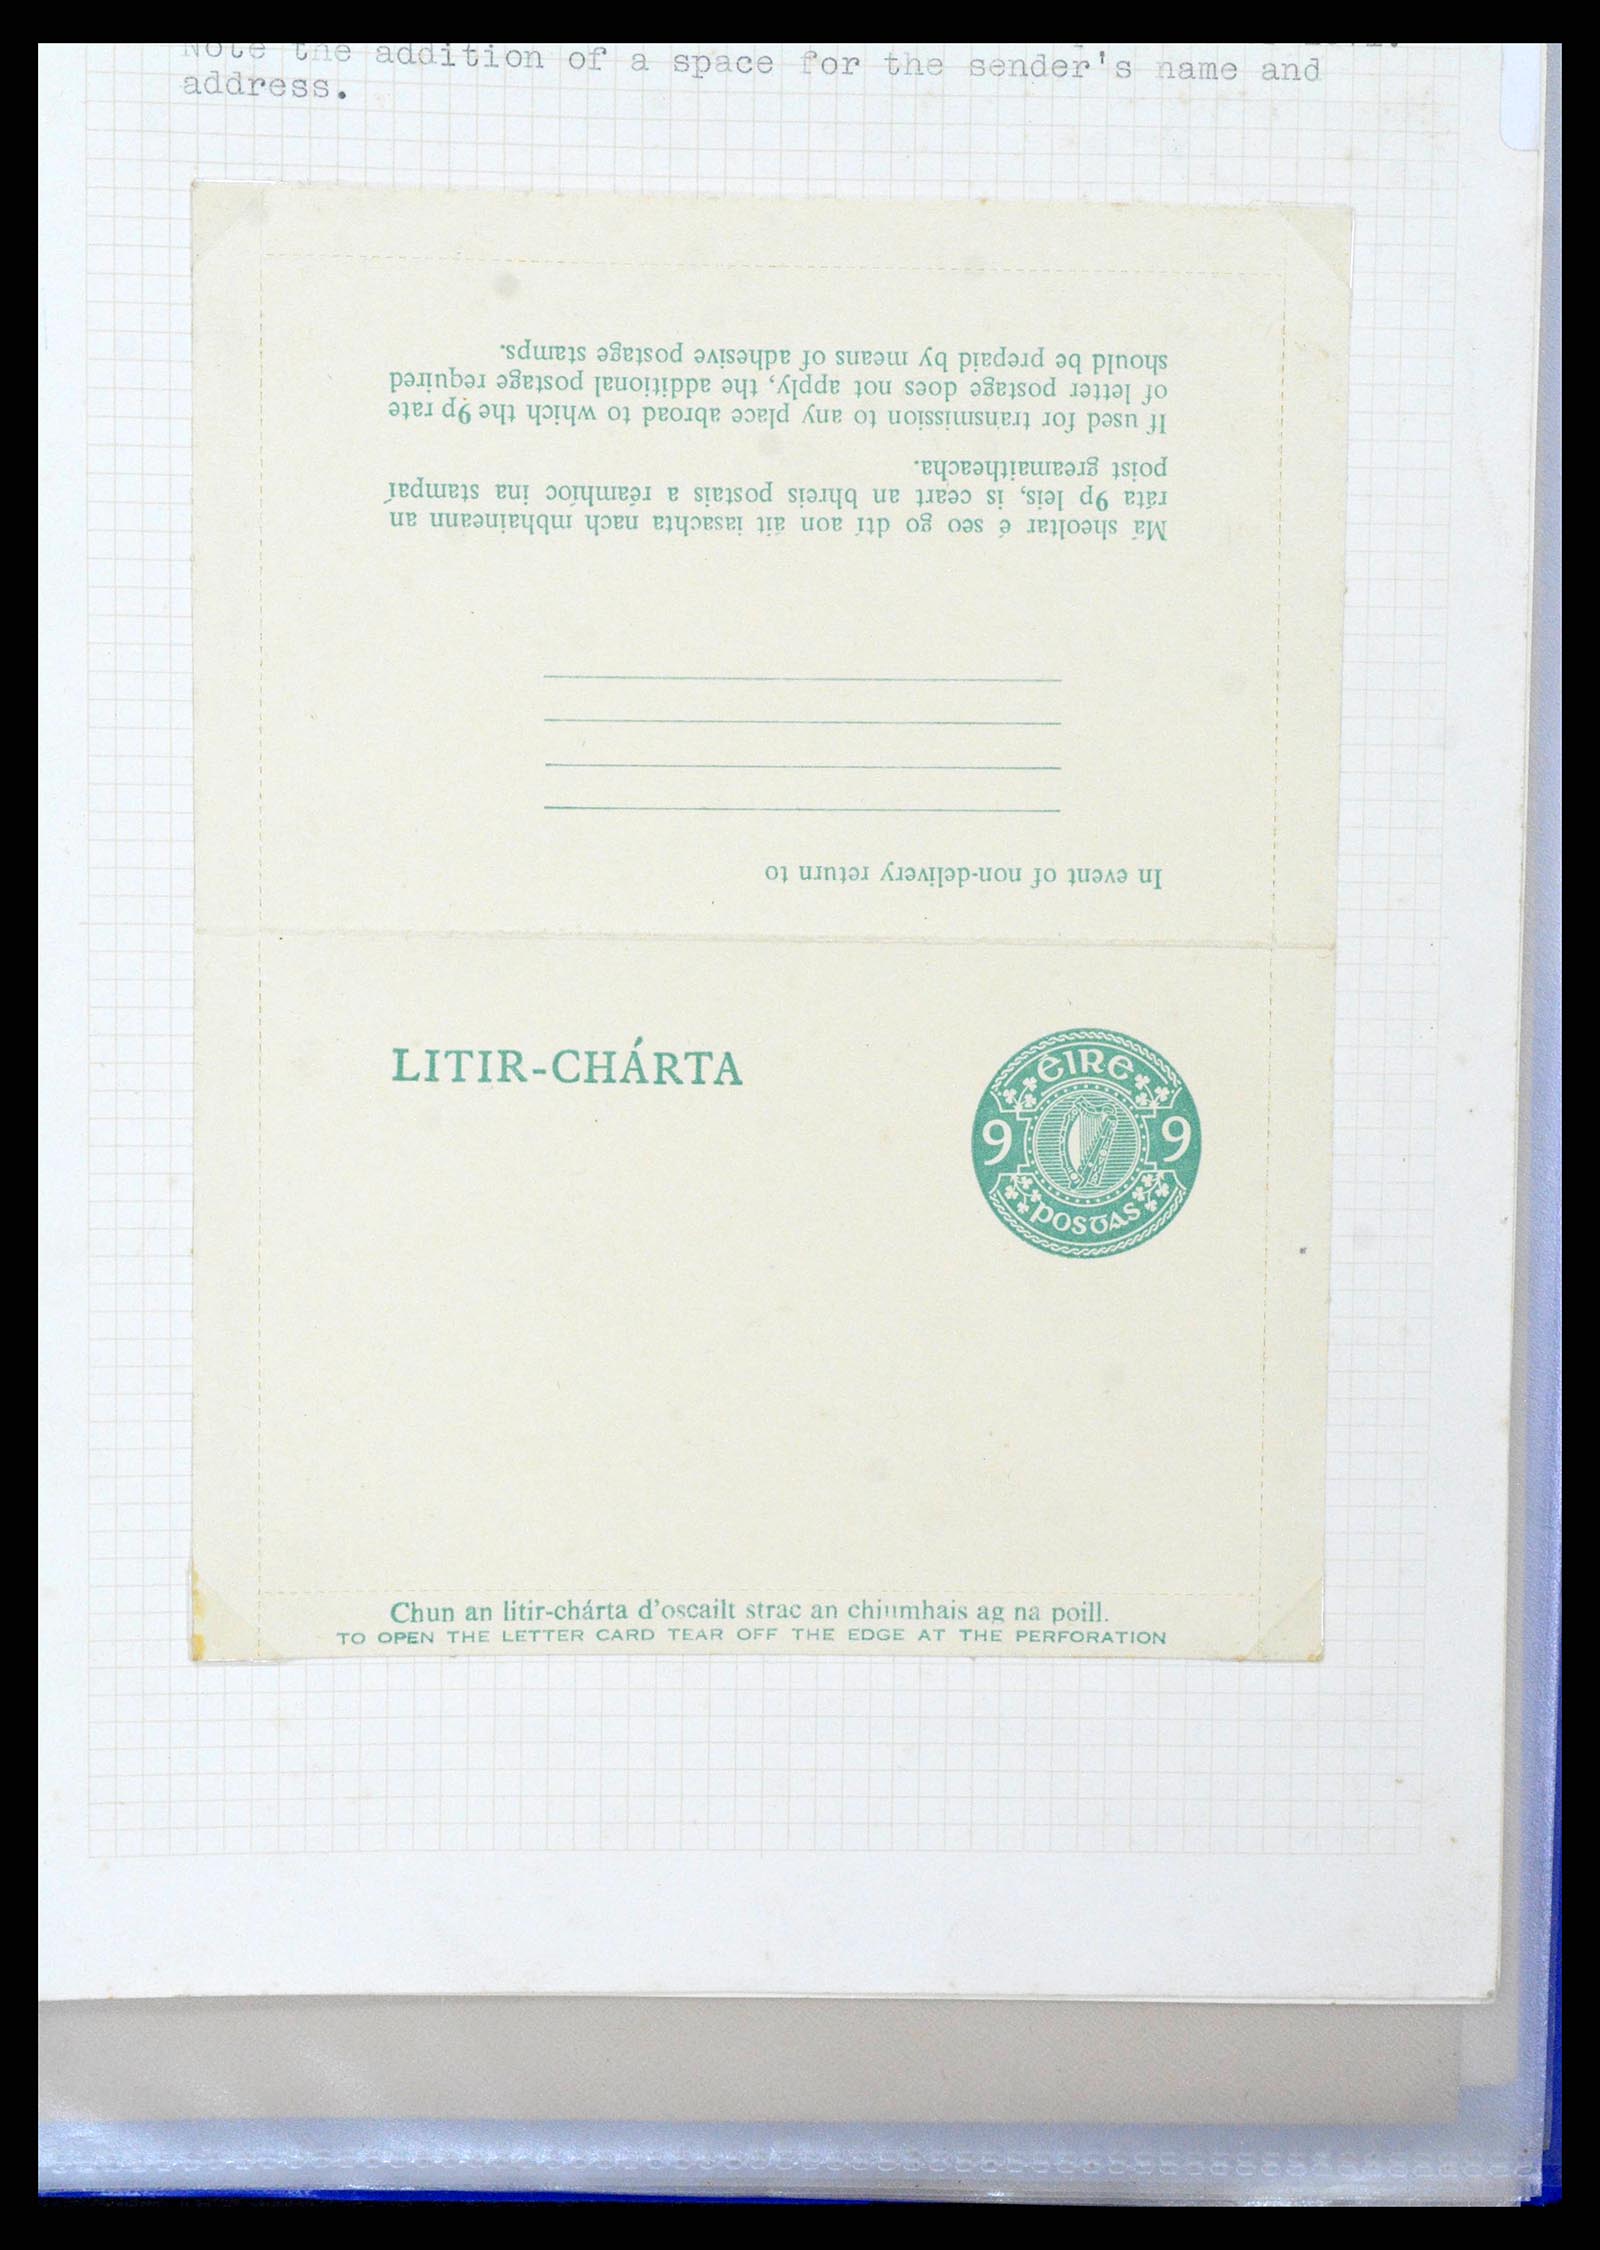 Note the addition of a space for the sender's name and
address.
If used for transmission to any place abroad to which the 9p rate
of letter postage does not apply, the additional postage required
should be prepaid by means of adhesive postage stamps.
Má sheoltar é seo go dtí aon áit iasachta nach mbhaineann an
ráta 9p leis, is ceart an bhreis postais a réamhíoc ina stampaí
poist greamaitheacha.
In event of non-delivery return to
LITIR-CHÁRTA
ÉIRE
9 9
POSTAS
Chun an litir-chárta d'oscailt strac an chiumhais ag na poill.
TO OPEN THE LETTER CARD TEAR OFF THE EDGE AT THE PERFORATION